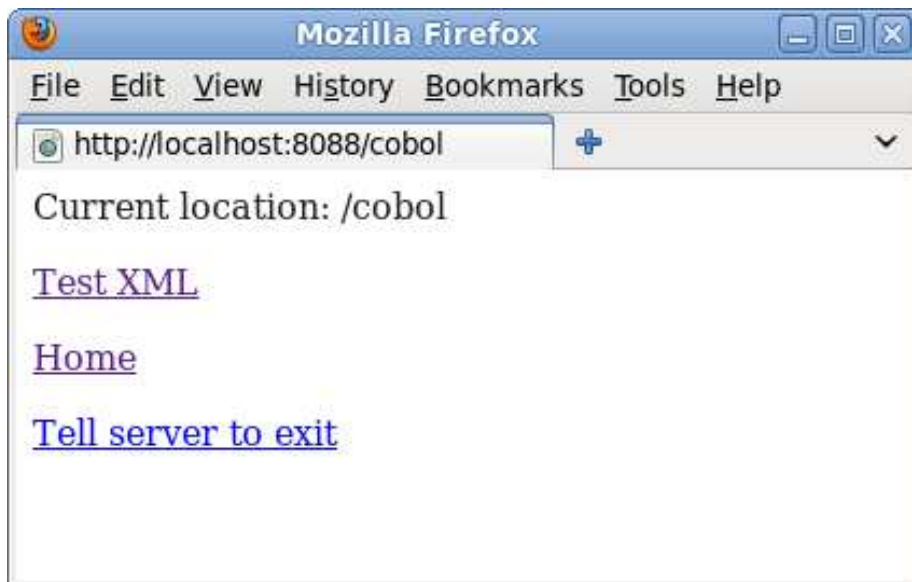 Mozilla Firefox
File Edit View History Bookmarks Tools Help
http://localhost:8088/cobol
Current location: /cobol
Test XML
Home
Tell server to exit